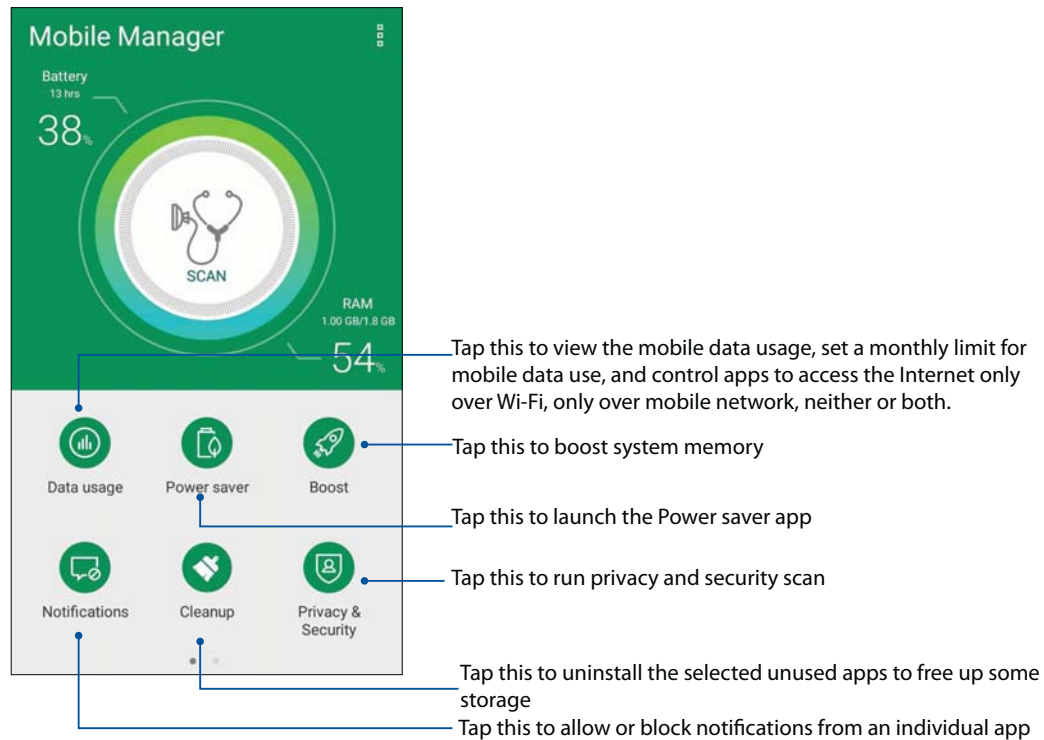 Mobile Manager
Battery
13 hrs
38%
SCAN
RAM
1.00 GB/1.8 GB
54%
Tap this to view the mobile data usage, set a monthly limit for
mobile data use, and control apps to access the Internet only
over Wi-Fi, only over mobile network, neither or both.
Tap this to boost system memory
Data usage
Power saver
Boost
Tap this to launch the Power saver app
Tap this to run privacy and security scan
Notifications
Cleanup
Privacy &
Security
Tap this to uninstall the selected unused apps to free up some
storage
Tap this to allow or block notifications from an individual app